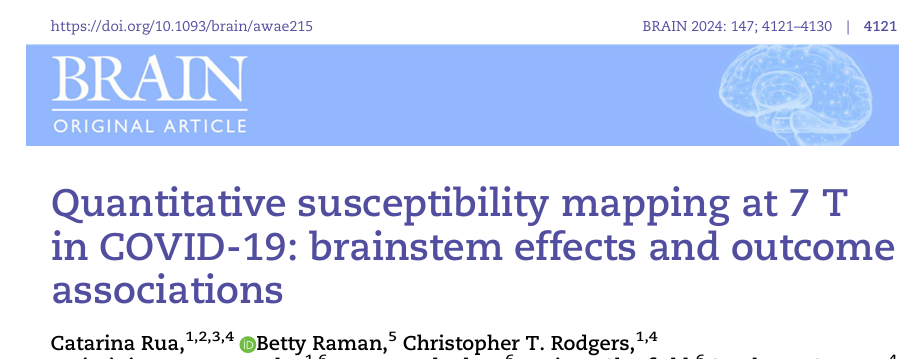 https://doi.org/10.1093/brain/awae215 BRAIN 2024: 147; 4121–4130 | 4121
BRAIN
ORIGINAL ARTICLE
Quantitative susceptibility mapping at 7 T
in COVID-19: brainstem effects and outcome
associations
Catarina Rua,1,2,3,4 Betty Raman,5 Christopher T. Rodgers,1,4